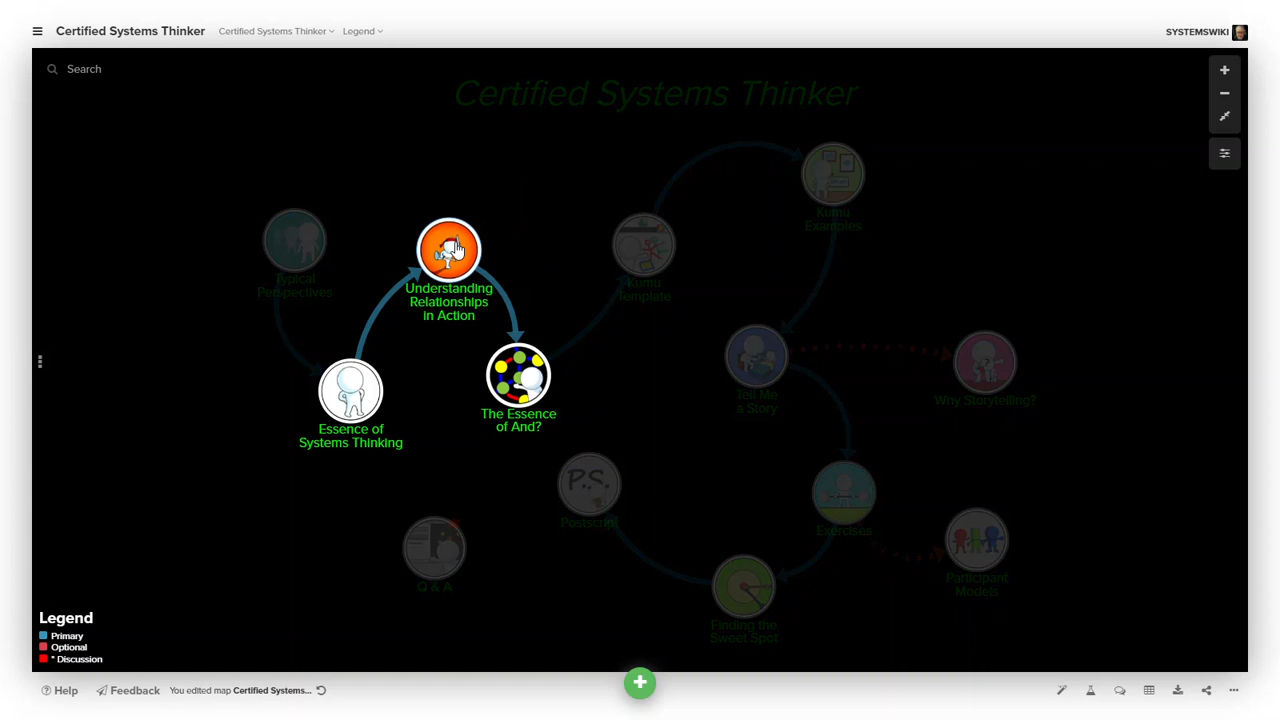 Certified Systems Thinker
Certified Systems Thinker
Legend
SYSTEMSWIKI
Search
Certified Systems Thinker
Kumu
Examples
Typical
Perspectives
Understanding
Relationships
in Action
Kumu
Template
Essence of
Systems Thinking
The Essence
of And?
Tell Me
a Story
Why Storytelling?
P.S.
Postscript
Exercises
Q & A
Participant
Models
Finding the
Sweet Spot
Legend
Primary
Optional
* Discussion
Help
Feedback
You edited map Certified Systems...